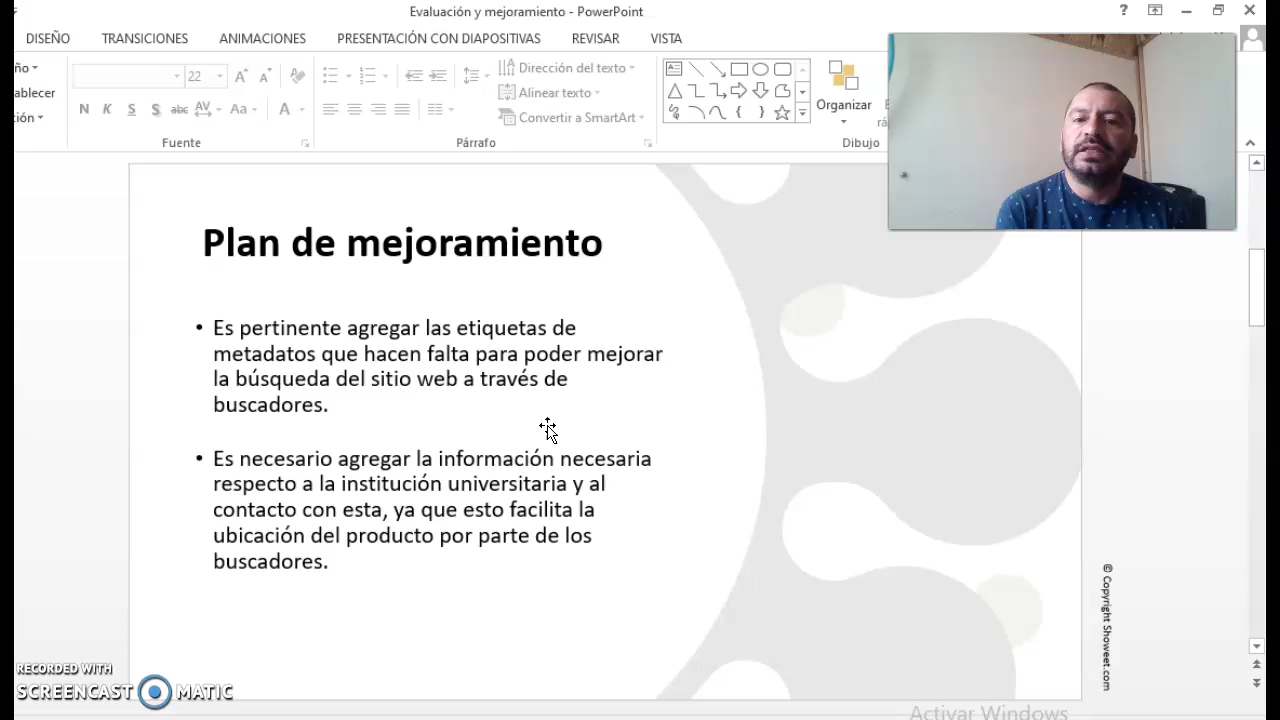 Evaluación y mejoramiento - PowerPoint
?
DISEÑO TRANSICIONES ANIMACIONES PRESENTACIÓN CON DIAPOSITIVAS REVISAR VISTA
ño
ablecer
ión
22
N K S S abc AV Aa A
Fuente
Dirección del texto
Alinear texto
Convertir a SmartArt
Párrafo
Organizar
Dibujo
Plan de mejoramiento
• Es pertinente agregar las etiquetas de
metadatos que hacen falta para poder mejorar
la búsqueda del sitio web a través de
buscadores.
• Es necesario agregar la información necesaria
respecto a la institución universitaria y al
contacto con esta, ya que esto facilita la
ubicación del producto por parte de los
buscadores.
© Copyright Showeet.com
RECORDED WITH
SCREENCAST MATIC
Activar Windows